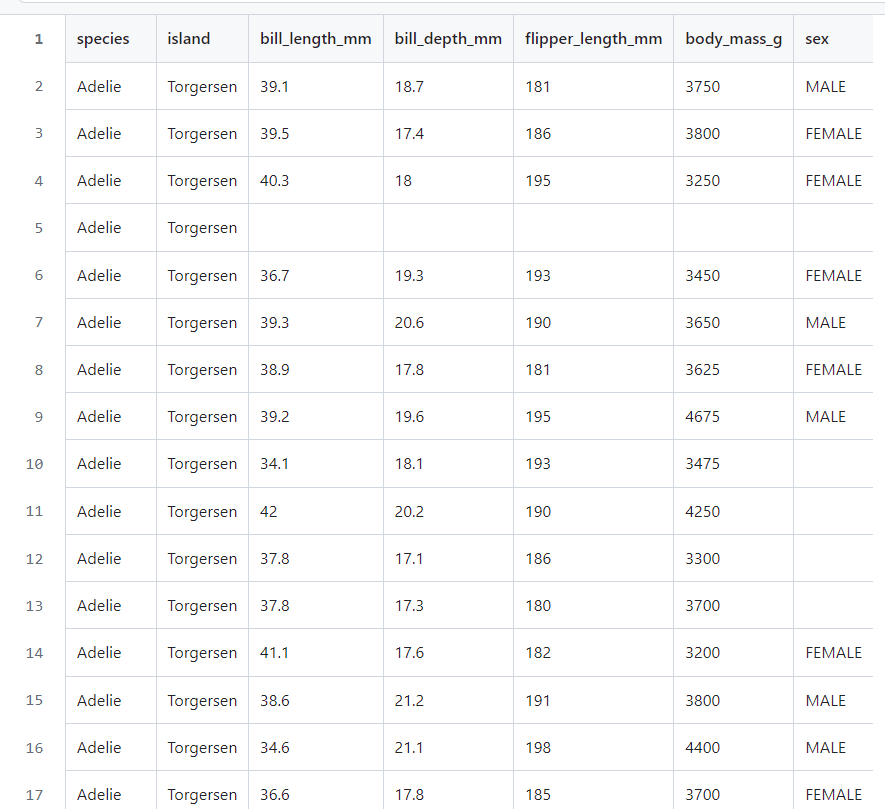 1 species island bill_length_mm bill_depth_mm flipper_length_mm body_mass_g sex
2 Adelie Torgersen 39.1 18.7 181 3750 MALE
3 Adelie Torgersen 39.5 17.4 186 3800 FEMALE
4 Adelie Torgersen 40.3 18 195 3250 FEMALE
5 Adelie Torgersen
6 Adelie Torgersen 36.7 19.3 193 3450 FEMALE
7 Adelie Torgersen 39.3 20.6 190 3650 MALE
8 Adelie Torgersen 38.9 17.8 181 3625 FEMALE
9 Adelie Torgersen 39.2 19.6 195 4675 MALE
10 Adelie Torgersen 34.1 18.1 193 3475
11 Adelie Torgersen 42 20.2 190 4250
12 Adelie Torgersen 37.8 17.1 186 3300
13 Adelie Torgersen 37.8 17.3 180 3700
14 Adelie Torgersen 41.1 17.6 182 3200 FEMALE
15 Adelie Torgersen 38.6 21.2 191 3800 MALE
16 Adelie Torgersen 34.6 21.1 198 4400 MALE
17 Adelie Torgersen 36.6 17.8 185 3700 FEMALE